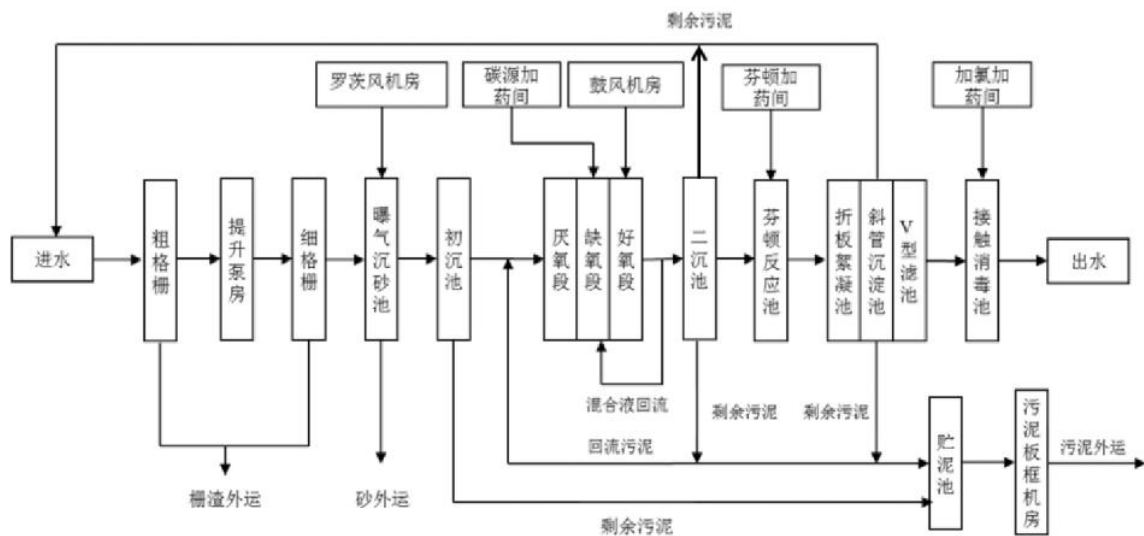 剩余污泥
罗茨风机房
碳源加
药间
鼓风机房
芬顿加
药间
加氯加
药间
进水
粗格栅
提升泵房
细格栅
曝气沉砂池
初沉池
厌氧段
缺氧段
好氧段
二沉池
芬顿反应池
折板絮凝池
斜管沉淀池
V型滤池
接触消毒池
出水
混合液回流
剩余污泥
剩余污泥
回流污泥
贮泥池
污泥板框机房
污泥外运
栅渣外运
砂外运
剩余污泥